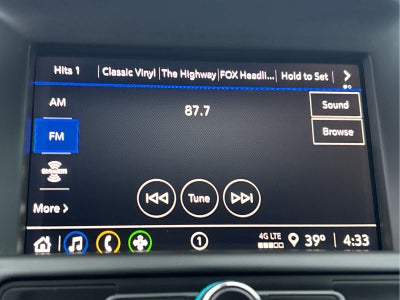 Hits 1 Classic Vinyl The Highway FOX Headli... Hold to Set
AM
87.7
Sound
FM
Browse
SiriusXM
Tune
More >
1 4G LTE 39° 4:33